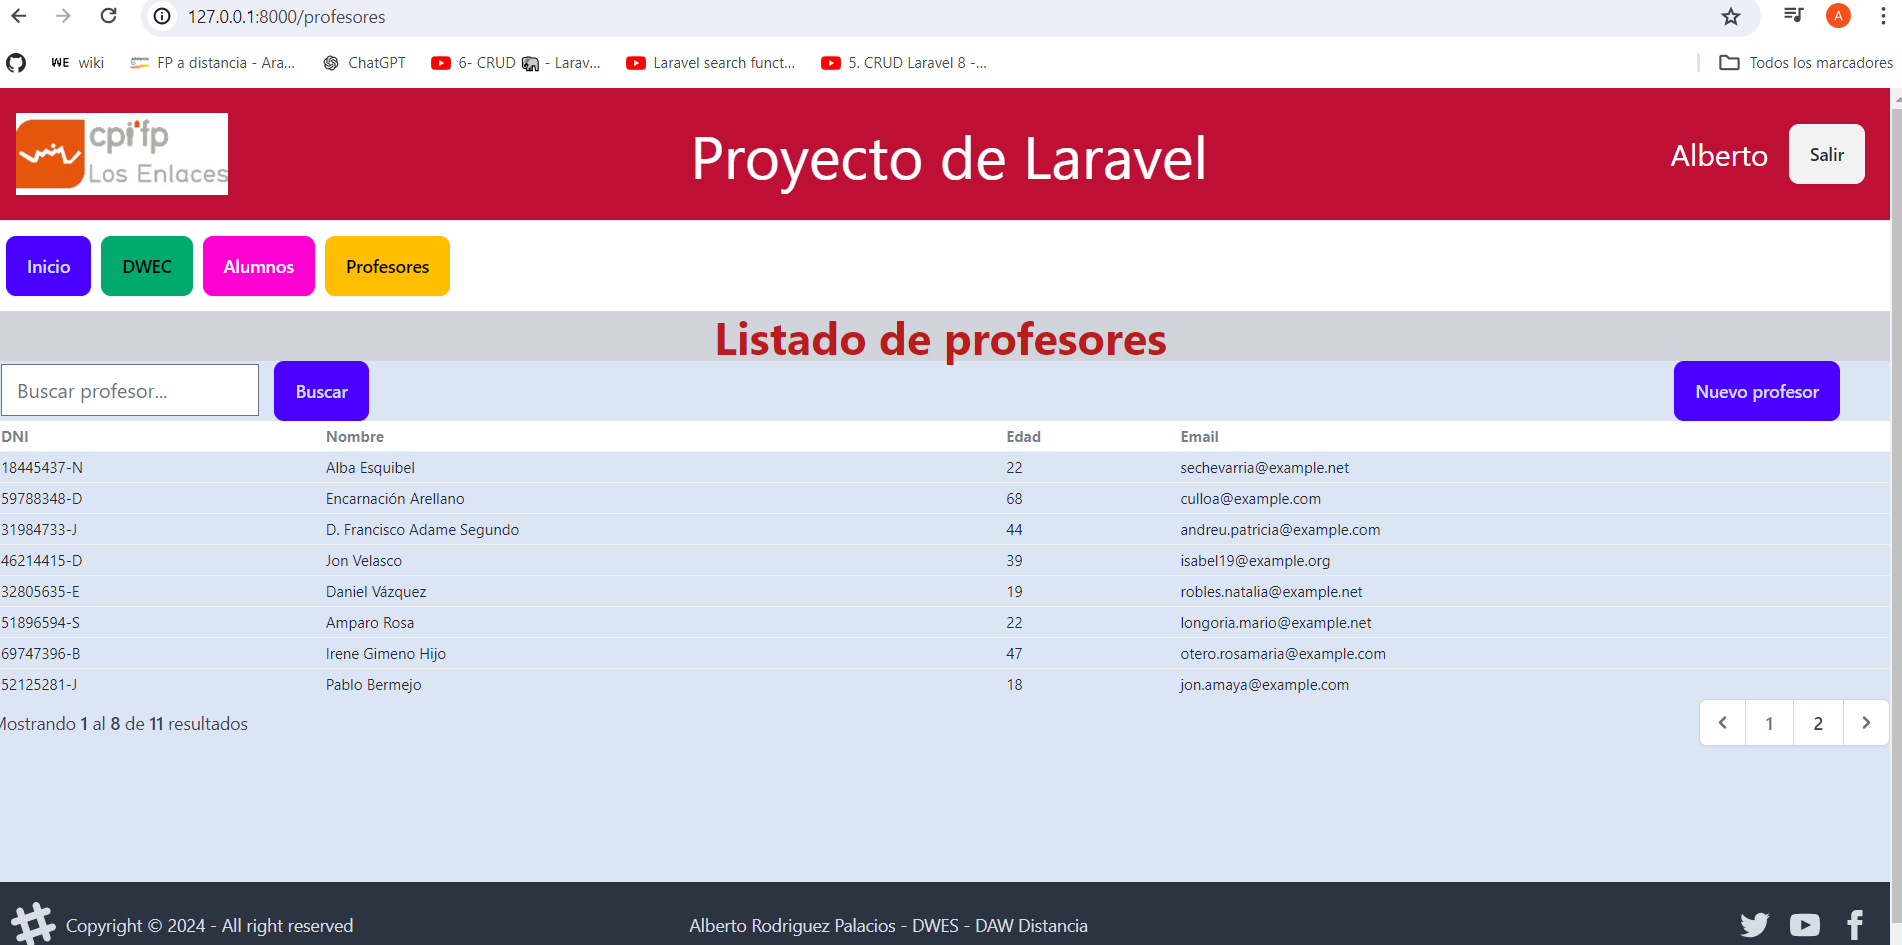 127.0.0.1:8000/profesores
A
WE wiki FP a distancia - Ara... ChatGPT 6- CRUD - Larav... Laravel search funct... 5. CRUD Laravel 8 -... Todos los marcadores
cpifp
Los Enlaces
Proyecto de Laravel
Alberto Salir
Inicio DWEC Alumnos Profesores
Listado de profesores
Buscar profesor... Buscar Nuevo profesor
DNI Nombre Edad Email
18445437-N Alba Esquibel 22 sechevarria@example.net
59788348-D Encarnación Arellano 68 culloa@example.com
31984733-J D. Francisco Adame Segundo 44 andreu.patricia@example.com
46214415-D Jon Velasco 39 isabel19@example.org
32805635-E Daniel Vázquez 19 robles.natalia@example.net
51896594-S Amparo Rosa 22 longoria.mario@example.net
69747396-B Irene Gimeno Hijo 47 otero.rosamaria@example.com
52125281-J Pablo Bermejo 18 jon.amaya@example.com
Mostrando 1 al 8 de 11 resultados 1 2
Copyright © 2024 - All right reserved Alberto Rodriguez Palacios - DWES - DAW Distancia